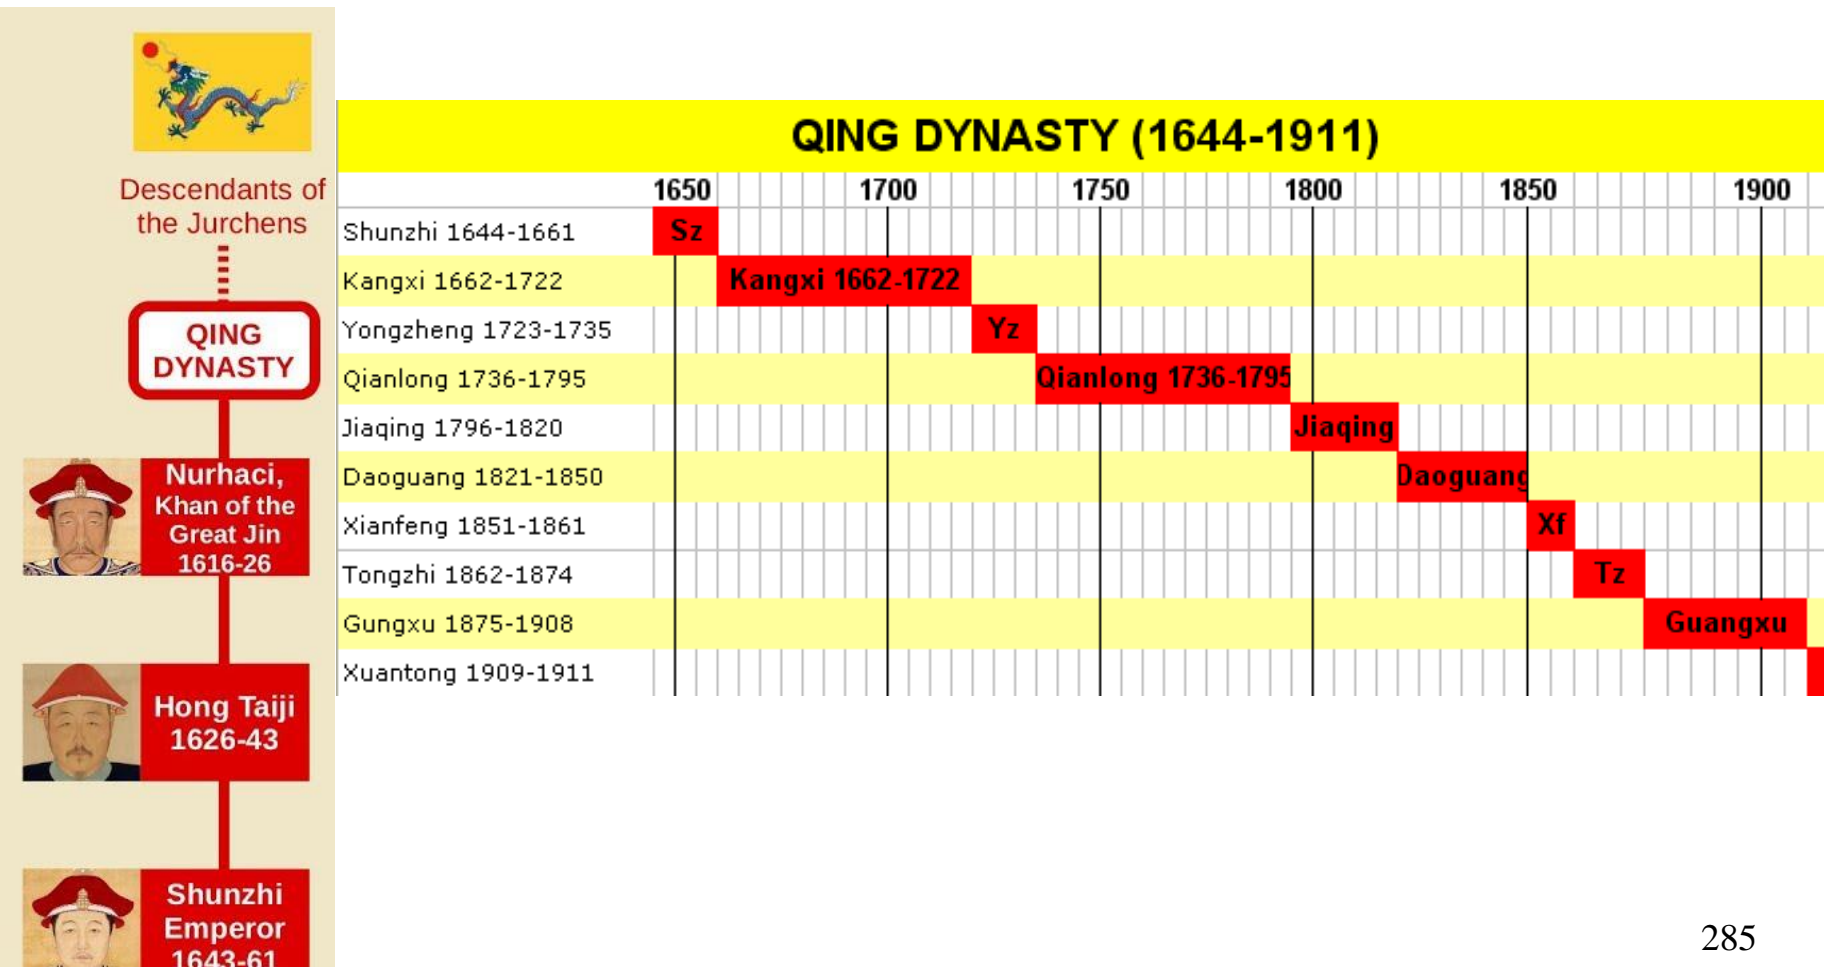 Descendants of
the Jurchens
QING
DYNASTY
Nurhaci,
Khan of the
Great Jin
1616-26
Hong Taiji
1626-43
Shunzhi
Emperor
1643-61
QING DYNASTY (1644-1911)
1650 1700 1750 1800 1850 1900
Shunzhi 1644-1661 Sz
Kangxi 1662-1722 Kangxi 1662-1722
Yongzheng 1723-1735 Yz
Qianlong 1736-1795 Qianlong 1736-1795
Jiaqing 1796-1820 Jiaqing
Daoguang 1821-1850 Daoguang
Xianfeng 1851-1861 Xf
Tongzhi 1862-1874 Tz
Gungxu 1875-1908 Guangxu
Xuantong 1909-1911
285